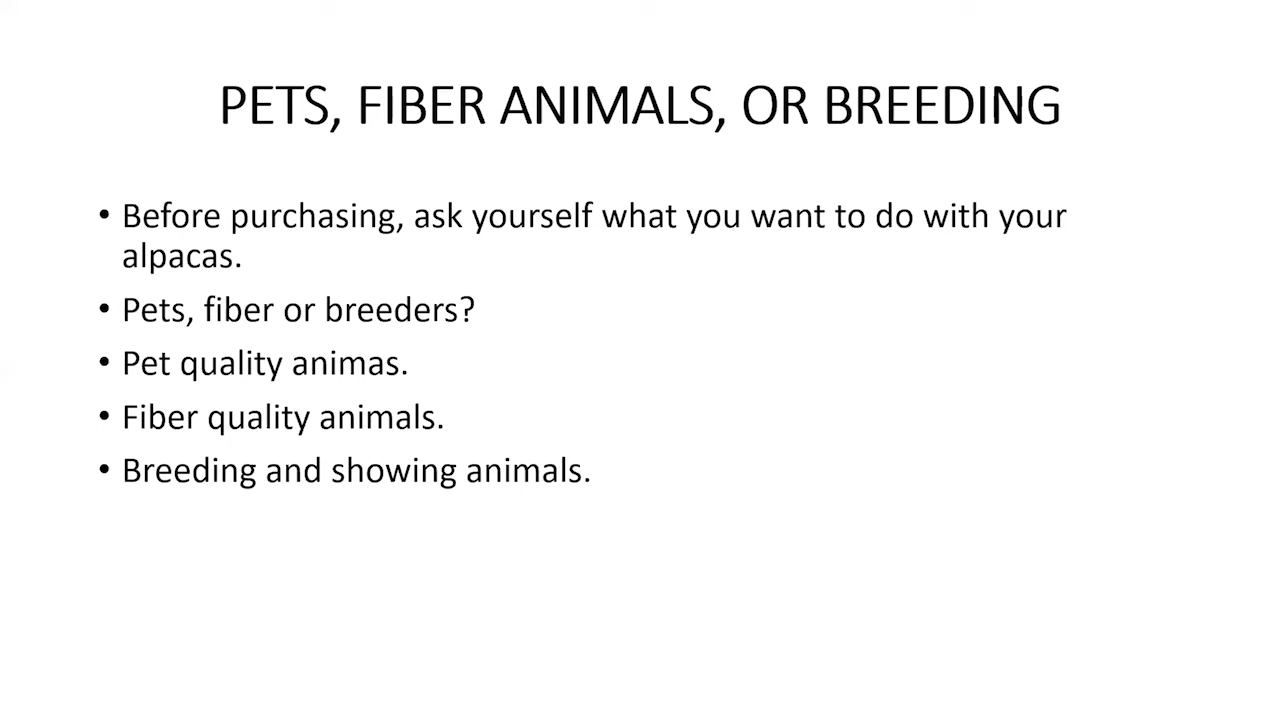 PETS, FIBER ANIMALS, OR BREEDING
• Before purchasing, ask yourself what you want to do with your
alpacas.
• Pets, fiber or breeders?
• Pet quality animas.
• Fiber quality animals.
• Breeding and showing animals.